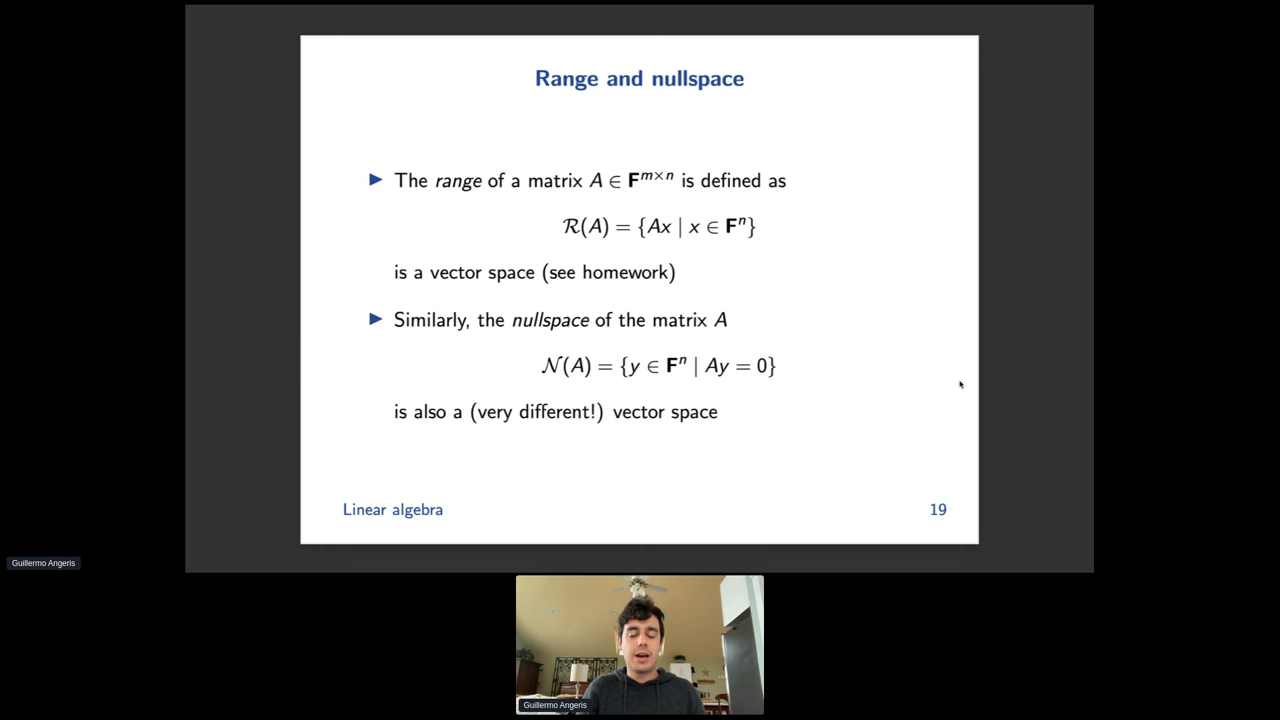 Range and nullspace
▶ The range of a matrix A ∈ F^{m×n} is defined as
R(A) = {Ax | x ∈ F^n}
is a vector space (see homework)
▶ Similarly, the nullspace of the matrix A
N(A) = {y ∈ F^n | Ay = 0}
is also a (very different!) vector space
Linear algebra 19
Guillermo Angeris
Guillermo Angeris